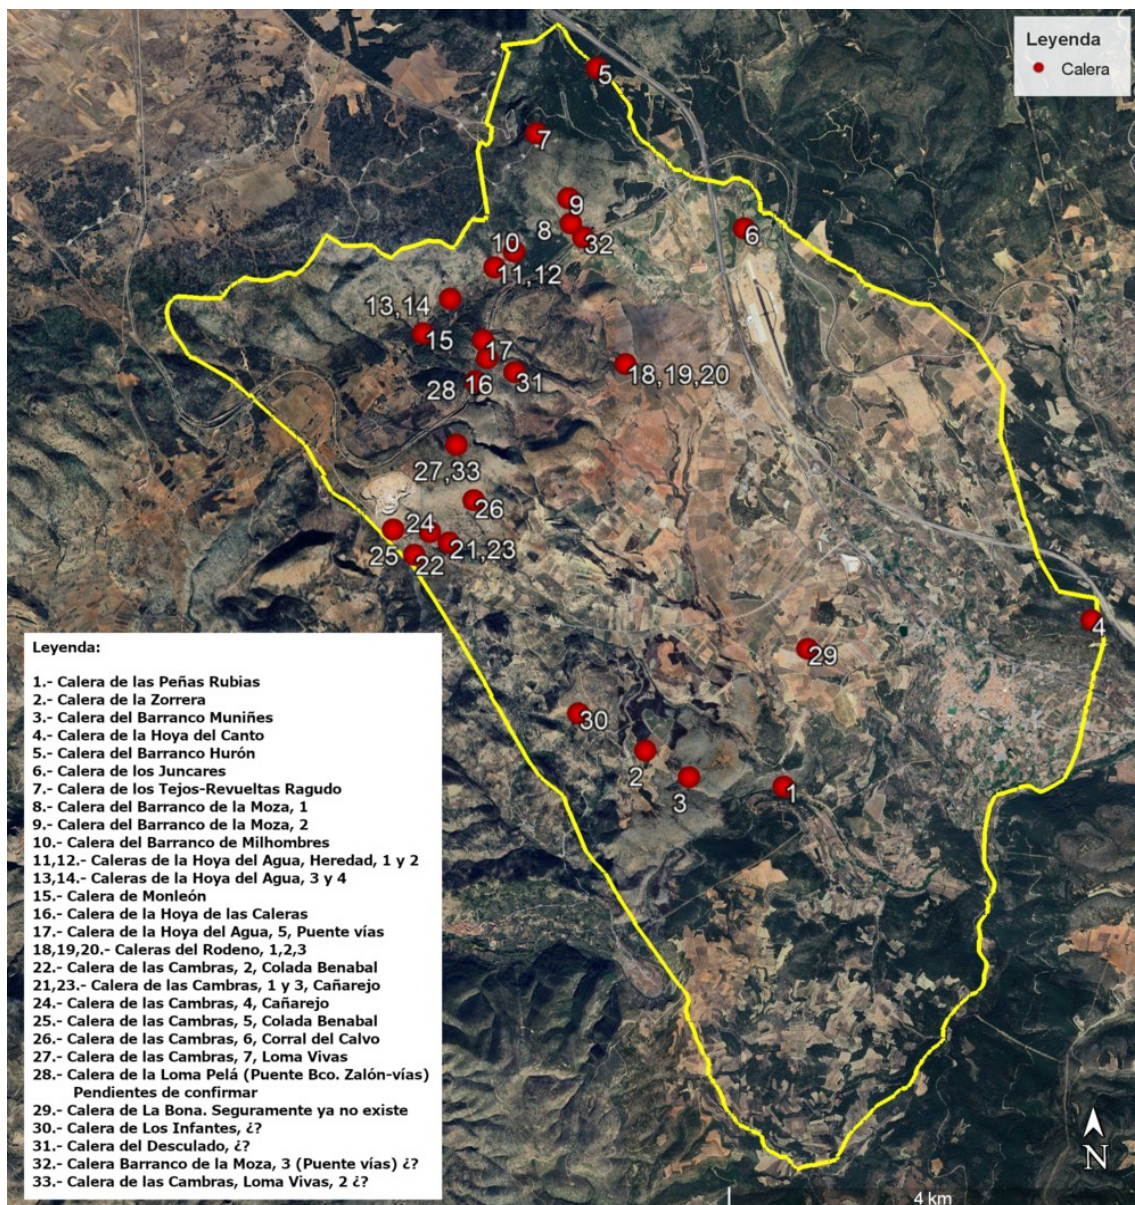 Leyenda
Calera
5
7
9
8
32
6
10
11,12
13,14
15
17
16
28
31
18,19,20
27,33
26
24
21,23
25
22
4
29
30
2
3
1
Leyenda:
1.- Calera de las Peñas Rubias
2.- Calera de la Zorrera
3.- Calera del Barranco Muniñes
4.- Calera de la Hoya del Canto
5.- Calera del Barranco Hurón
6.- Calera de los Juncares
7.- Calera de los Tejos-Revueltas Ragudo
8.- Calera del Barranco de la Moza, 1
9.- Calera del Barranco de la Moza, 2
10.- Calera del Barranco de Milhombres
11,12.- Caleras de la Hoya del Agua, Heredad, 1 y 2
13,14.- Caleras de la Hoya del Agua, 3 y 4
15.- Calera de Monleón
16.- Calera de la Hoya de las Caleras
17.- Calera de la Hoya del Agua, 5, Puente vías
18,19,20.- Caleras del Rodeno, 1,2,3
22.- Calera de las Cambras, 2, Colada Benabal
21,23.- Calera de las Cambras, 1 y 3, Cañarejo
24.- Calera de las Cambras, 4, Cañarejo
25.- Calera de las Cambras, 5, Colada Benabal
26.- Calera de las Cambras, 6, Corral del Calvo
27.- Calera de las Cambras, 7, Loma Vivas
28.- Calera de la Loma Pelá (Puente Bco. Zalón-vías)
Pendientes de confirmar
29.- Calera de La Bona. Seguramente ya no existe
30.- Calera de Los Infantes, ¿?
31.- Calera del Desculado, ¿?
32.- Calera Barranco de la Moza, 3 (Puente vías) ¿?
33.- Calera de las Cambras, Loma Vivas, 2 ¿?
N
4 km